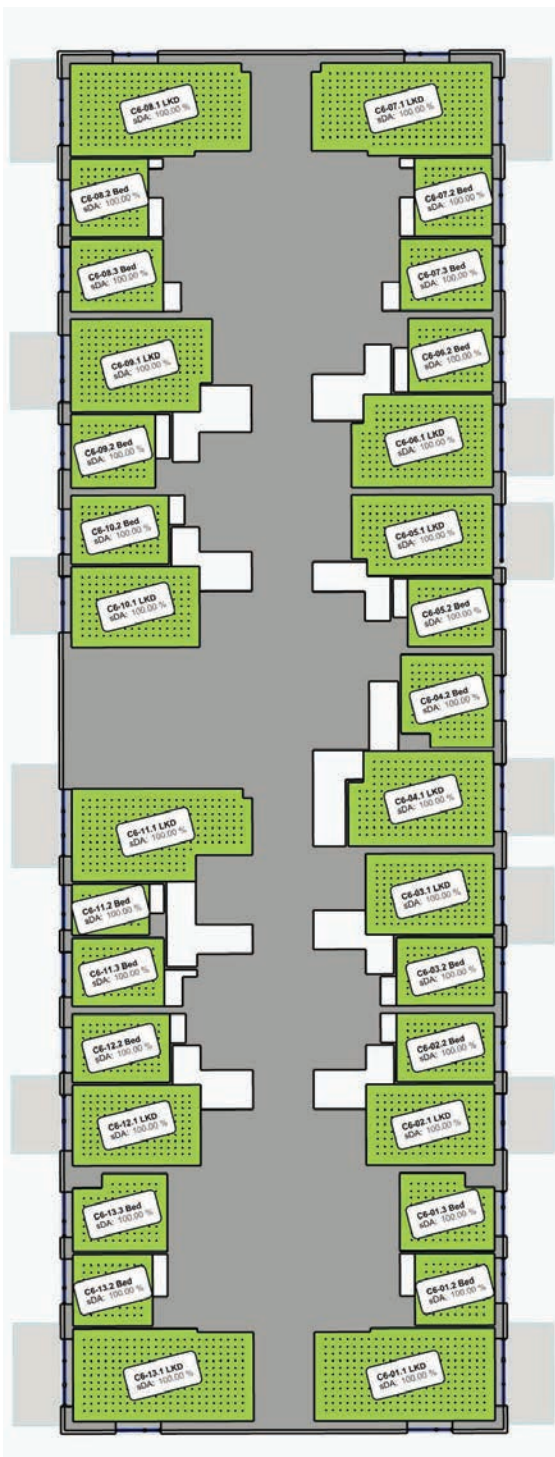 C6-08.1 LKD
sDA: 100.00 %
C6-07.1 LKD
sDA: 100.00 %
C6-08.2 Bed
sDA: 100.00 %
C6-07.2 Bed
sDA: 100.00 %
C6-08.3 Bed
sDA: 100.00 %
C6-07.3 Bed
sDA: 100.00 %
C6-09.1 LKD
sDA: 100.00 %
C6-06.2 Bed
sDA: 100.00 %
C6-09.2 Bed
sDA: 100.00 %
C6-06.1 LKD
sDA: 100.00 %
C6-10.2 Bed
sDA: 100.00 %
C6-05.1 LKD
sDA: 100.00 %
C6-10.1 LKD
sDA: 100.00 %
C6-05.2 Bed
sDA: 100.00 %
C6-04.2 Bed
sDA: 100.00 %
C6-04.1 LKD
sDA: 100.00 %
C6-11.1 LKD
sDA: 100.00 %
C6-03.1 LKD
sDA: 100.00 %
C6-11.2 Bed
sDA: 100.00 %
C6-11.3 Bed
sDA: 100.00 %
C6-03.2 Bed
sDA: 100.00 %
C6-12.2 Bed
sDA: 100.00 %
C6-02.2 Bed
sDA: 100.00 %
C6-12.1 LKD
sDA: 100.00 %
C6-02.1 LKD
sDA: 100.00 %
C6-13.3 Bed
sDA: 100.00 %
C6-01.3 Bed
sDA: 100.00 %
C6-13.2 Bed
sDA: 100.00 %
C6-01.2 Bed
sDA: 100.00 %
C6-13.1 LKD
sDA: 100.00 %
C6-01.1 LKD
sDA: 100.00 %